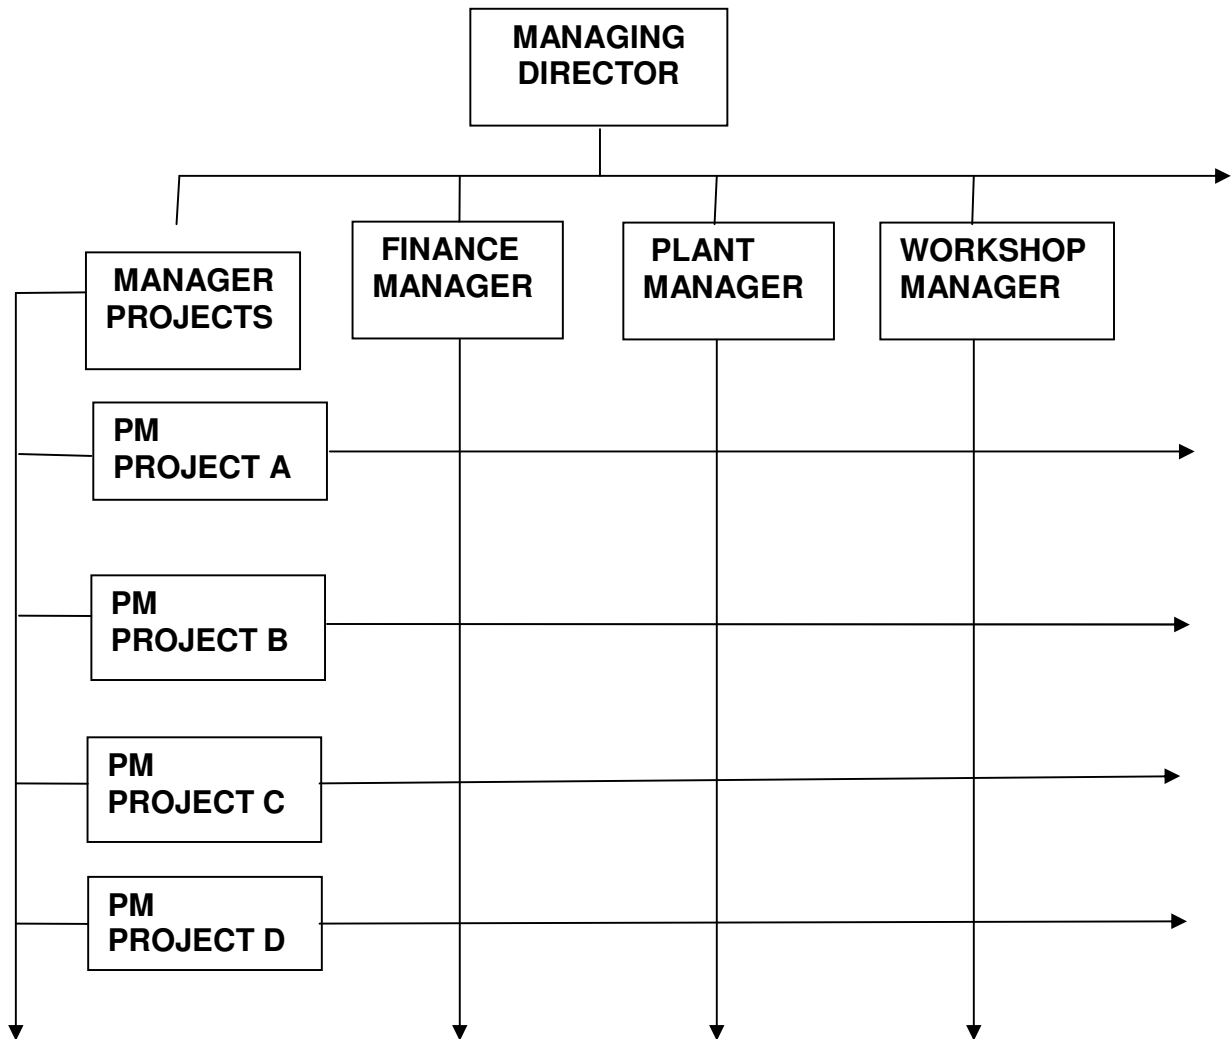 MANAGING
DIRECTOR
MANAGER
PROJECTS
FINANCE
MANAGER
PLANT
MANAGER
WORKSHOP
MANAGER
PM
PROJECT A
PM
PROJECT B
PM
PROJECT C
PM
PROJECT D